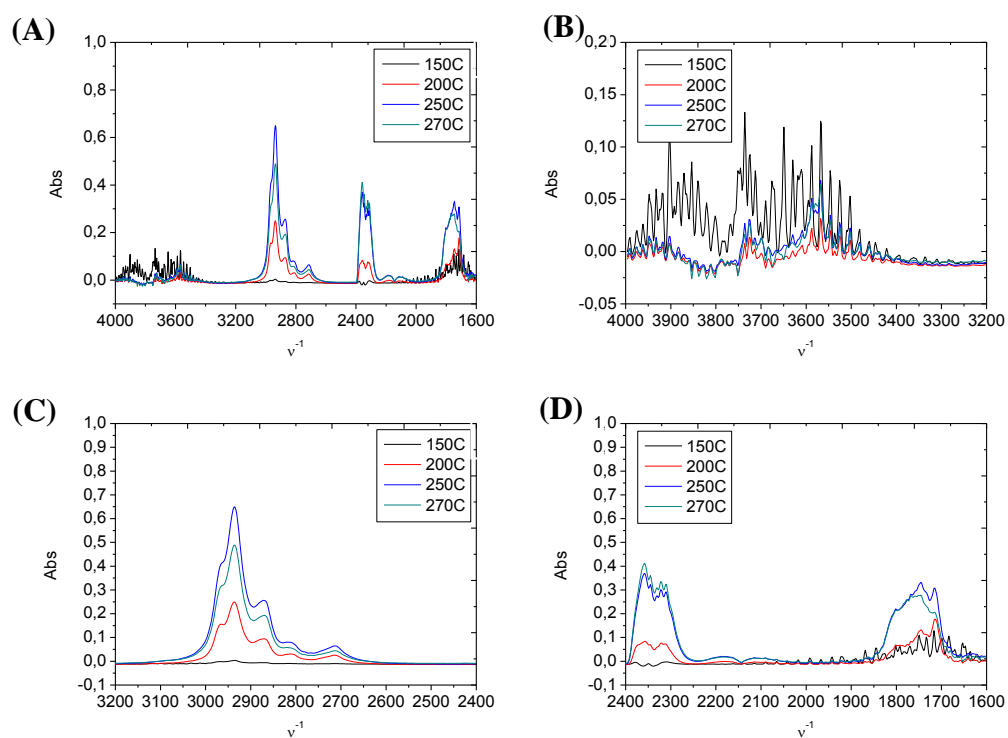 (A)
1,0
0,8
0,6
0,4
0,2
0,0
Abs
4000 3600 3200 2800 2400 2000 1600
ν⁻¹
150C
200C
250C
270C
(B)
0,20
0,15
0,10
0,05
0,00
-0,05
Abs
4000 3900 3800 3700 3600 3500 3400 3300 3200
ν⁻¹
150C
200C
250C
270C
(C)
1,0
0,9
0,8
0,7
0,6
0,5
0,4
0,3
0,2
0,1
0,0
-0,1
Abs
3200 3100 3000 2900 2800 2700 2600 2500 2400
ν⁻¹
150C
200C
250C
270C
(D)
1,0
0,9
0,8
0,7
0,6
0,5
0,4
0,3
0,2
0,1
0,0
-0,1
Abs
2400 2300 2200 2100 2000 1900 1800 1700 1600
ν⁻¹
150C
200C
250C
270C